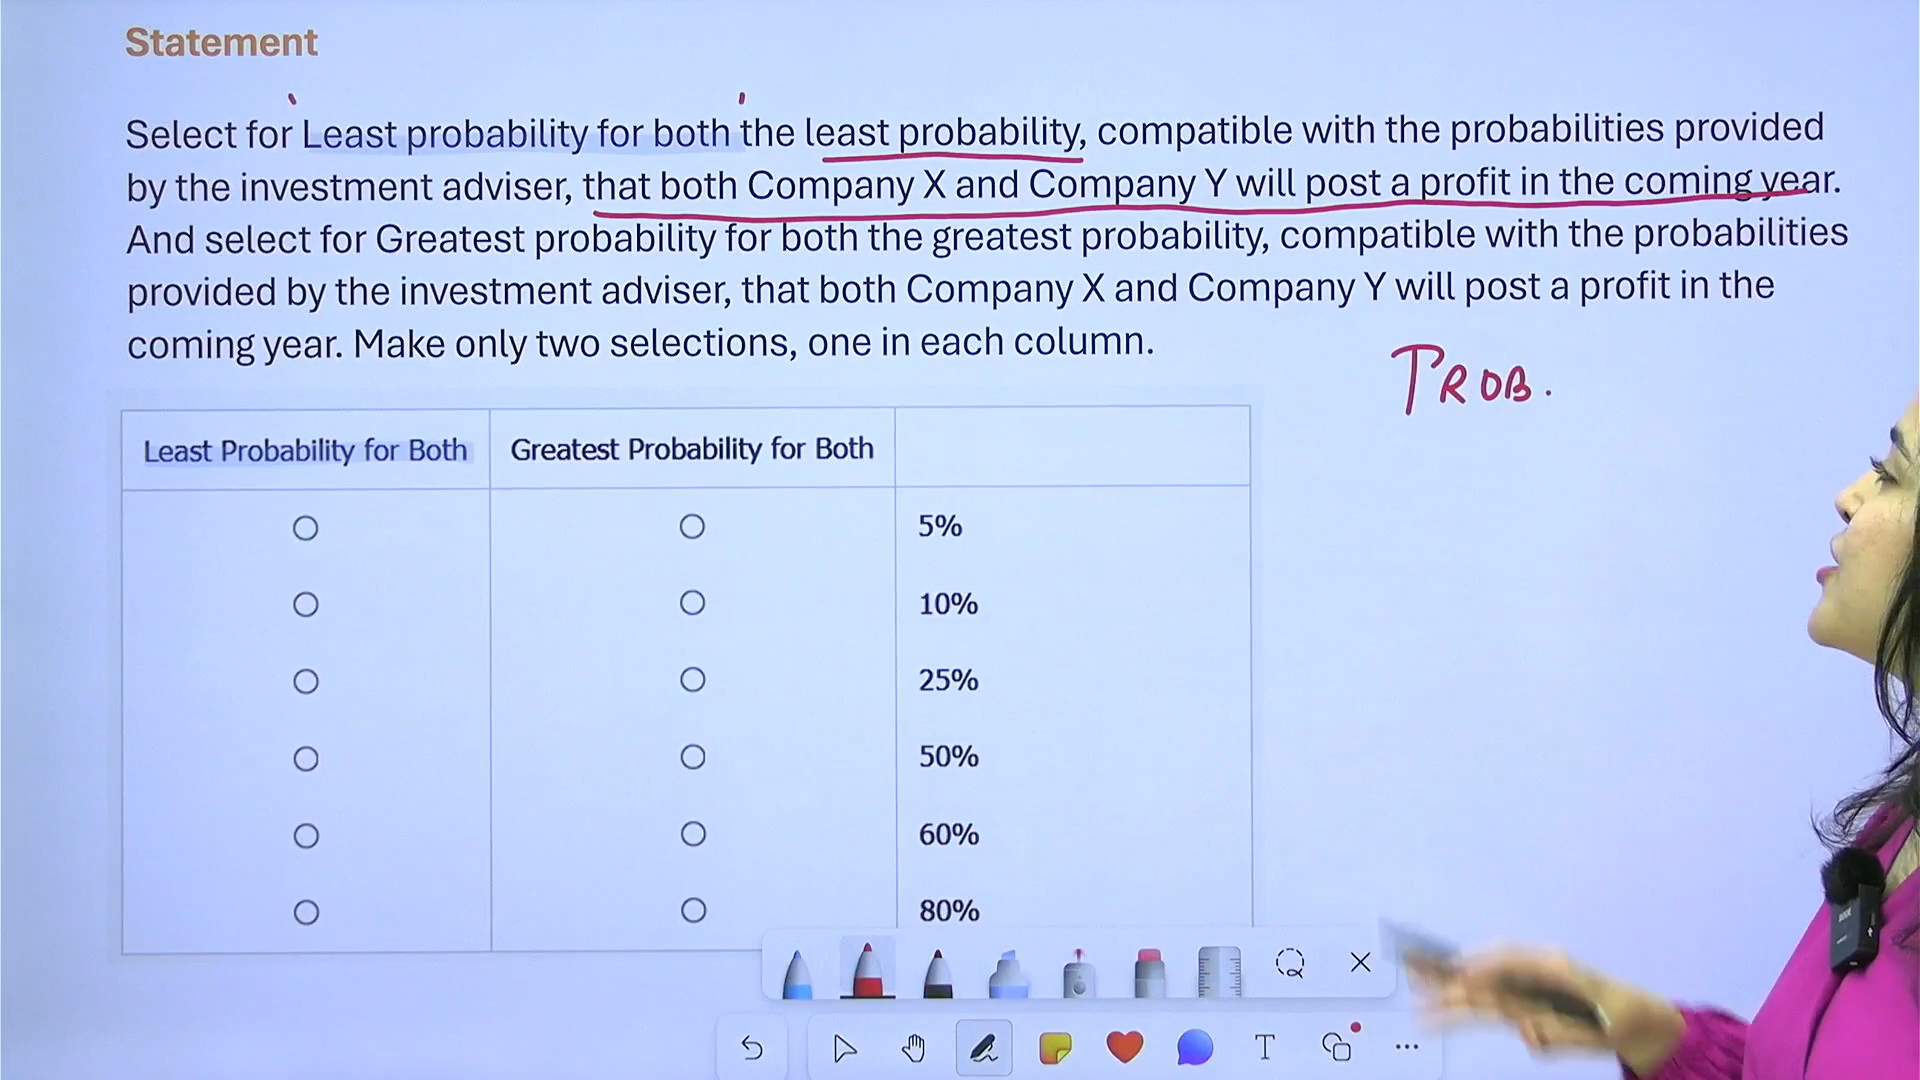 Statement
Select for Least probability for both the least probability, compatible with the probabilities provided
by the investment adviser, that both Company X and Company Y will post a profit in the coming year.
And select for Greatest probability for both the greatest probability, compatible with the probabilities
provided by the investment adviser, that both Company X and Company Y will post a profit in the
coming year. Make only two selections, one in each column.
PROB.
Least Probability for Both Greatest Probability for Both
5%
10%
25%
50%
60%
80%
T